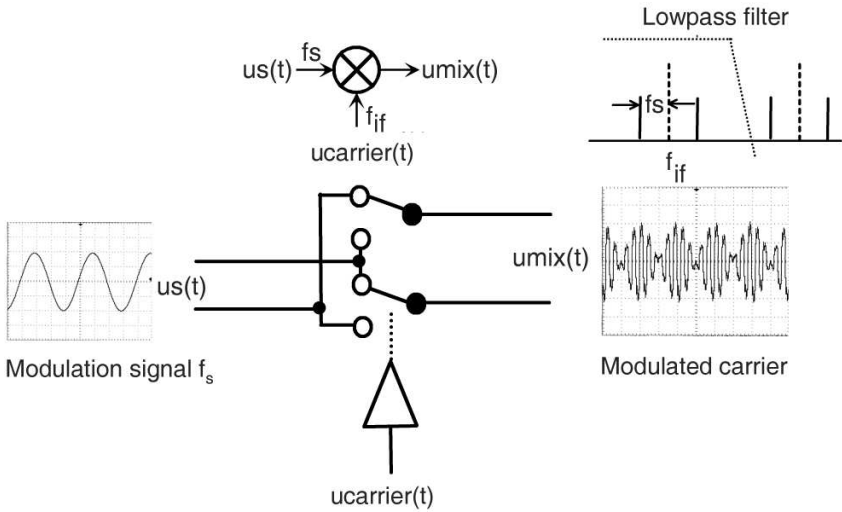 Lowpass filter
fs
us(t)
umix(t)
fif
ucarrier(t)
fs
fif
us(t)
umix(t)
Modulation signal fs
Modulated carrier
ucarrier(t)